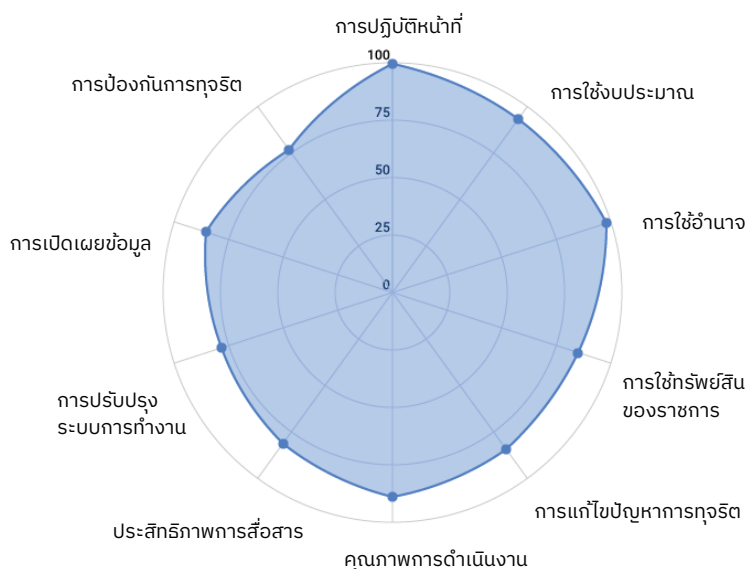 การปฏิบัติหน้าที่
100
การป้องกันการทุจริต
การใช้งบประมาณ
75
50
การใช้อำนาจ
การเปิดเผยข้อมูล
25
0
การใช้ทรัพย์สิน
ของราชการ
การปรับปรุง
ระบบการทำงาน
การแก้ไขปัญหาการทุจริต
ประสิทธิภาพการสื่อสาร
คุณภาพการดำเนินงาน